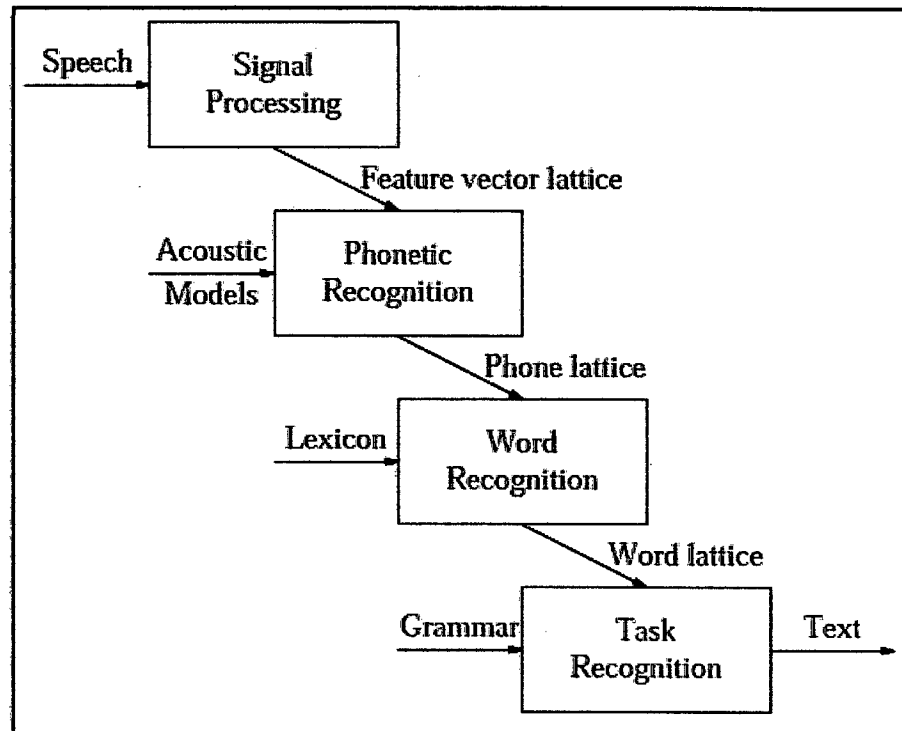 Speech
Signal
Processing
Feature vector lattice
Acoustic
Models
Phonetic
Recognition
Phone lattice
Lexicon
Word
Recognition
Word lattice
Grammar
Task
Recognition
Text